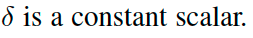 δ is a constant scalar.